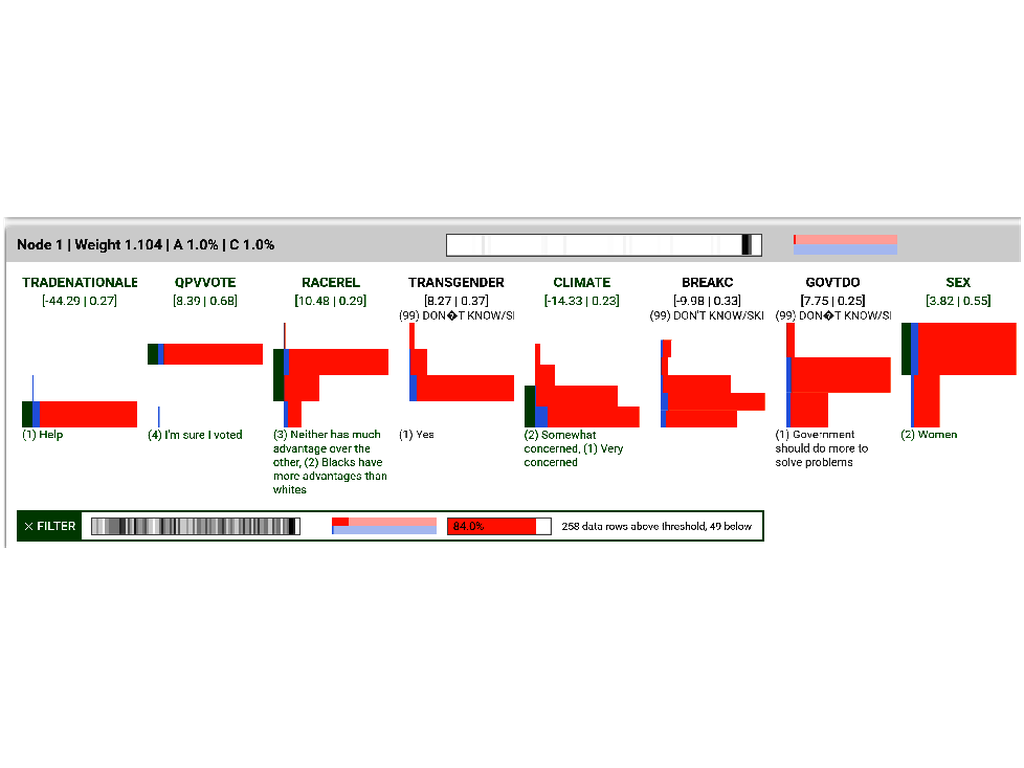 Node 1 | Weight 1.104 | A 1.0% | C 1.0%
TRADENATIONALE QPVVOTE RACEREL TRANSGENDER CLIMATE BREAKC GOVTDO SEX
[-44.29 | 0.27] [8.39 | 0.68] [10.48 | 0.29] [8.27 | 0.37] [-14.33 | 0.23] [-9.98 | 0.33] [7.75 | 0.25] [3.82 | 0.55]
(99) DON�T KNOW/SI (99) DON'T KNOW/SKI (99) DON�T KNOW/SI
(1) Help (4) I'm sure I voted (3) Neither has much (1) Yes (2) Somewhat (1) Government (2) Women
advantage over the concerned, (1) Very should do more to
other, (2) Blacks have concerned solve problems
more advantages than
whites
× FILTER 84.0% 258 data rows above threshold, 49 below